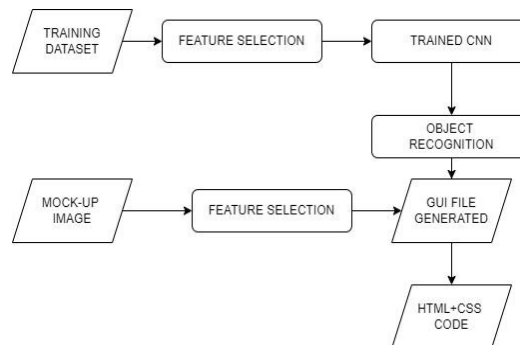 TRAINING
DATASET
FEATURE SELECTION
TRAINED CNN
OBJECT
RECOGNITION
MOCK-UP
IMAGE
FEATURE SELECTION
GUI FILE
GENERATED
HTML+CSS
CODE